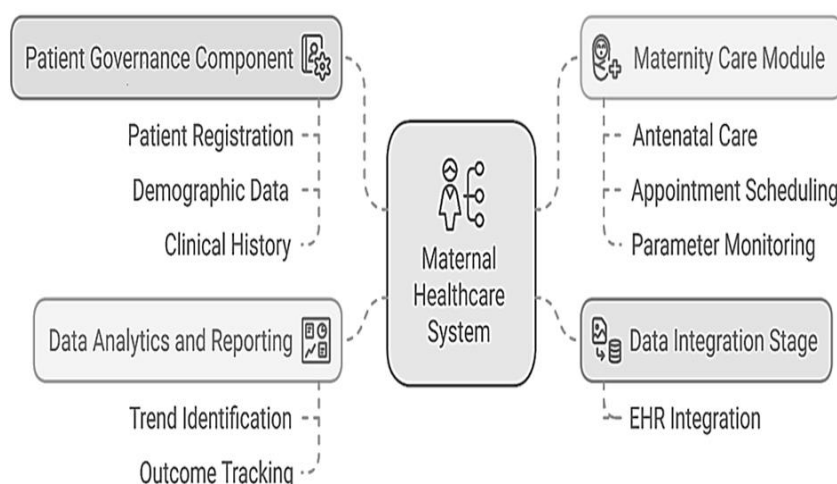 Patient Governance Component
Patient Registration
Demographic Data
Clinical History
Data Analytics and Reporting
Trend Identification
Outcome Tracking
Maternal
Healthcare
System
Maternity Care Module
Antenatal Care
Appointment Scheduling
Parameter Monitoring
Data Integration Stage
EHR Integration